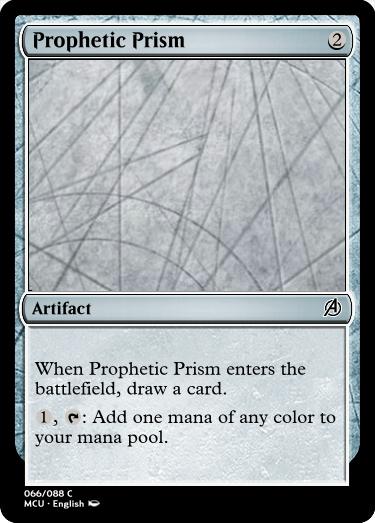 Prophetic Prism 2
Artifact
When Prophetic Prism enters the
battlefield, draw a card.
1, : Add one mana of any color to
your mana pool.
066/088 C
MCU · English